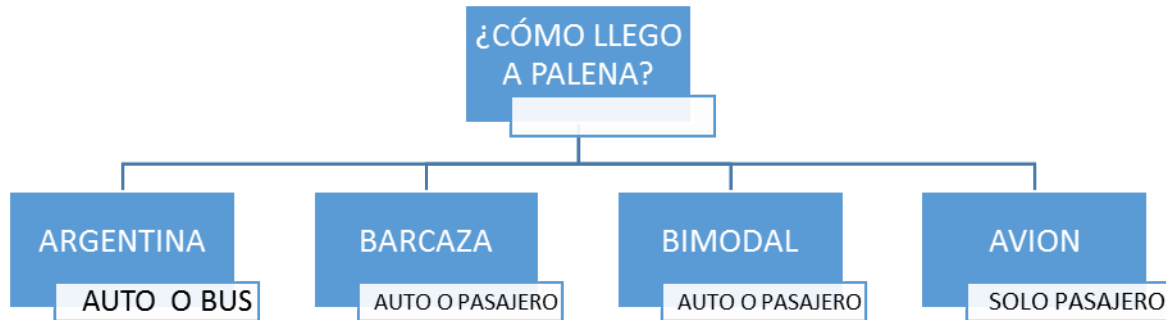 ¿CÓMO LLEGO
A PALENA?
ARGENTINA
AUTO O BUS
BARCAZA
AUTO O PASAJERO
BIMODAL
AUTO O PASAJERO
AVION
SOLO PASAJERO